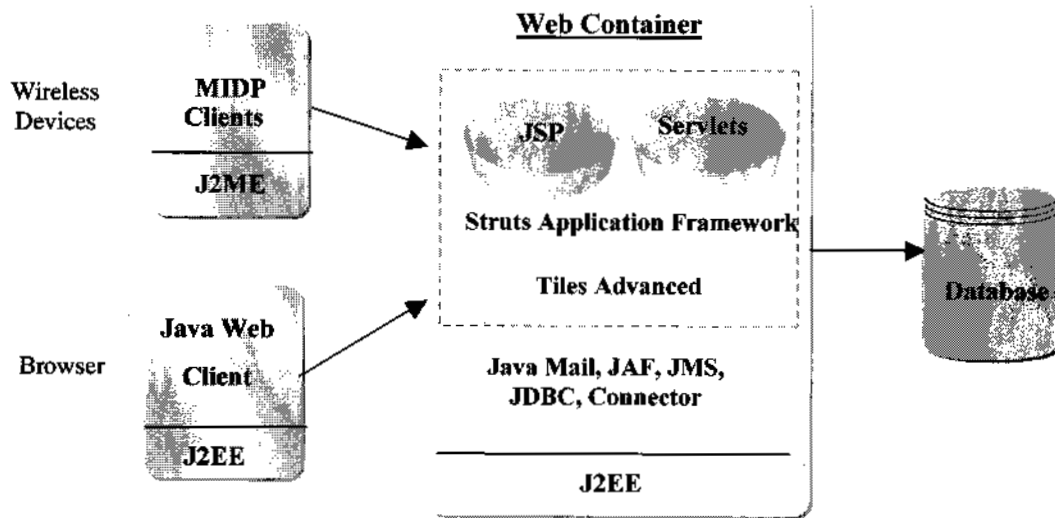 Web Container
Wireless
Devices
MIDP
Clients
J2ME
JSP
Servlets
Struts Application Framework
Tiles Advanced
Database
Browser
Java Web
Client
J2EE
Java Mail, JAF, JMS,
JDBC, Connector
J2EE